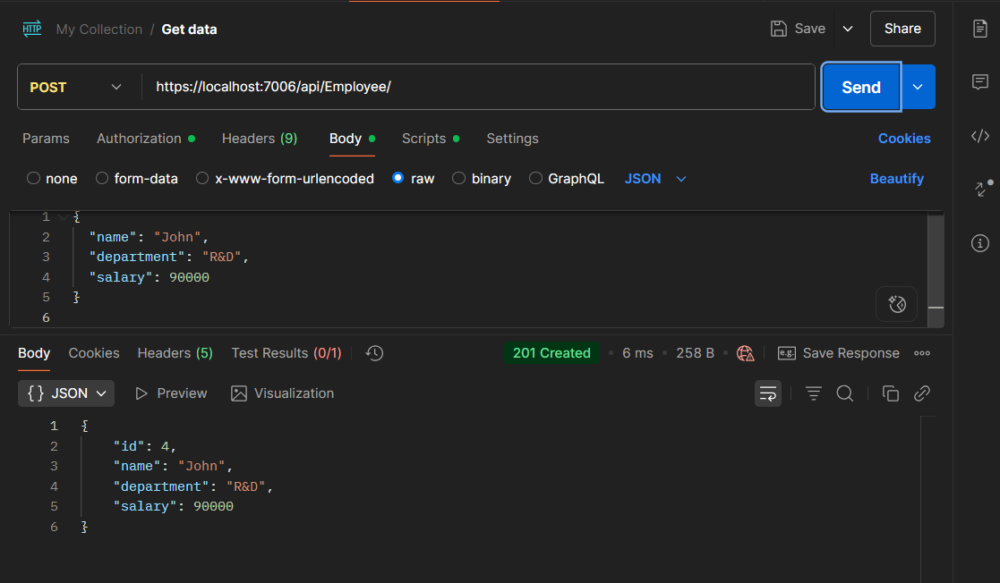 HTTP My Collection / Get data Save Share
POST https://localhost:7006/api/Employee/ Send
Params Authorization Headers (9) Body Scripts Settings Cookies
none form-data x-www-form-urlencoded raw binary GraphQL JSON Beautify
1 {
2 "name": "John",
3 "department": "R&D",
4 "salary": 90000
5 }
6
Body Cookies Headers (5) Test Results (0/1) 201 Created • 6 ms • 258 B • e.g. Save Response
{} JSON Preview Visualization
1 {
2 "id": 4,
3 "name": "John",
4 "department": "R&D",
5 "salary": 90000
6 }